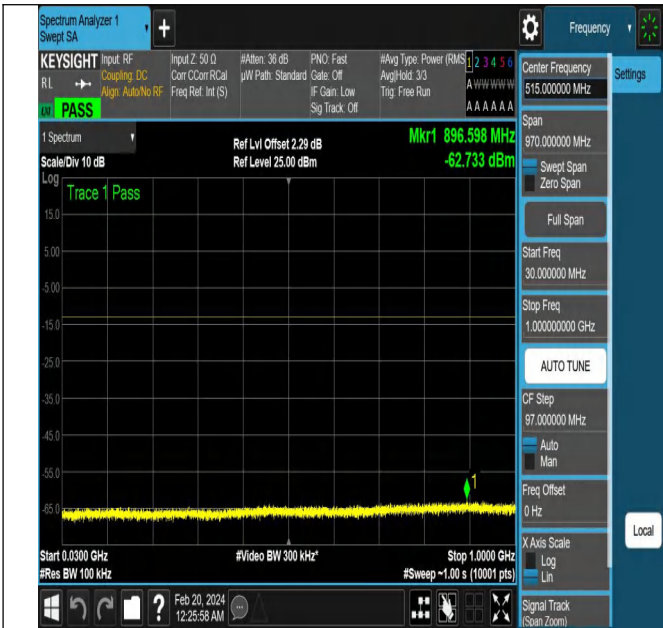 Spectrum Analyzer 1
Swept SA
Frequency
KEYSIGHT
RL
PASS
Input: RF
Coupling: DC
Align: Auto/No RF
Input Z: 50 Ω
Corr CCorr RCal
Freq Ref: Int (S)
#Atten: 36 dB
µW Path: Standard
PNO: Fast
Gate: Off
IF Gain: Low
Sig Track: Off
#Avg Type: Power (RMS
Avg|Hold: 3/3
Trig: Free Run
1 2 3 4 5 6
A W W W W W
A A A A A A
1 Spectrum
Scale/Div 10 dB
Log
Ref Lvl Offset 2.29 dB
Ref Level 25.00 dBm
Mkr1 896.598 MHz
-62.733 dBm
Trace 1 Pass
15.0
5.00
-5.00
-15.0
-25.0
-35.0
-45.0
-55.0
-65.0
1
Start 0.0300 GHz
#Res BW 100 kHz
#Video BW 300 kHz*
Stop 1.0000 GHz
#Sweep ~1.00 s (10001 pts)
Feb 20, 2024
12:25:58 AM
Center Frequency
515.000000 MHz
Settings
Span
970.000000 MHz
Swept Span
Zero Span
Full Span
Start Freq
30.000000 MHz
Stop Freq
1.000000000 GHz
AUTO TUNE
CF Step
97.000000 MHz
Auto
Man
Freq Offset
0 Hz
Local
X Axis Scale
Log
Lin
Signal Track
(Span Zoom)